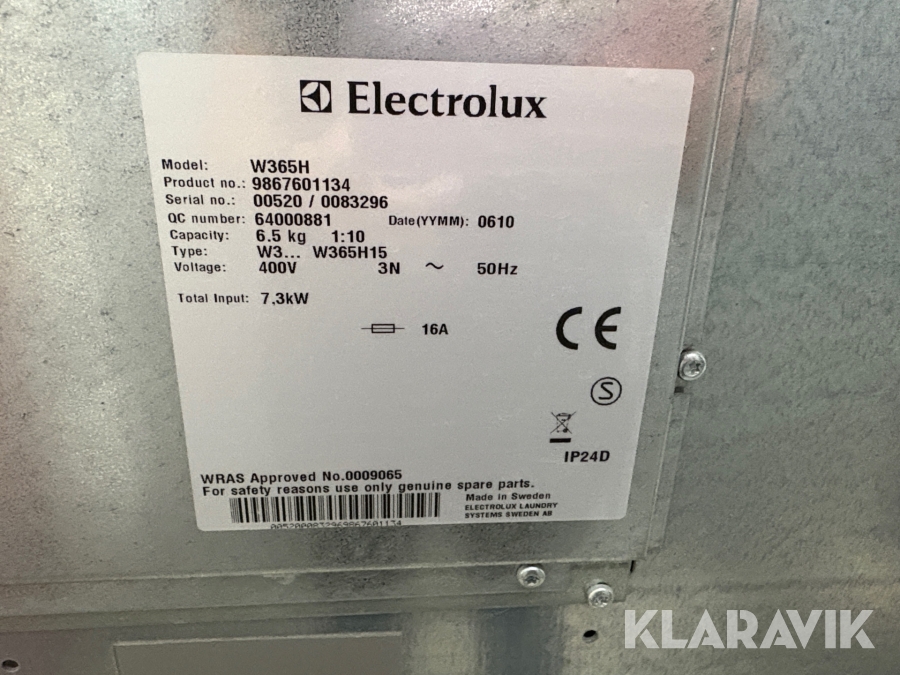 Electrolux
Model: W365H
Product no.: 9867601134
Serial no.: 00520 / 0083296
QC number: 64000881 Date(YYMM): 0610
Capacity: 6.5 kg 1:10
Type: W3... W365H15
Voltage: 400V 3N ~ 50Hz
Total Input: 7.3kW
16A
CE
S
IP24D
WRAS Approved No.0009065
For safety reasons use only genuine spare parts.
Made in Sweden
ELECTROLUX LAUNDRY
SYSTEMS SWEDEN AB
0052000832969867601134
KLARAVIK